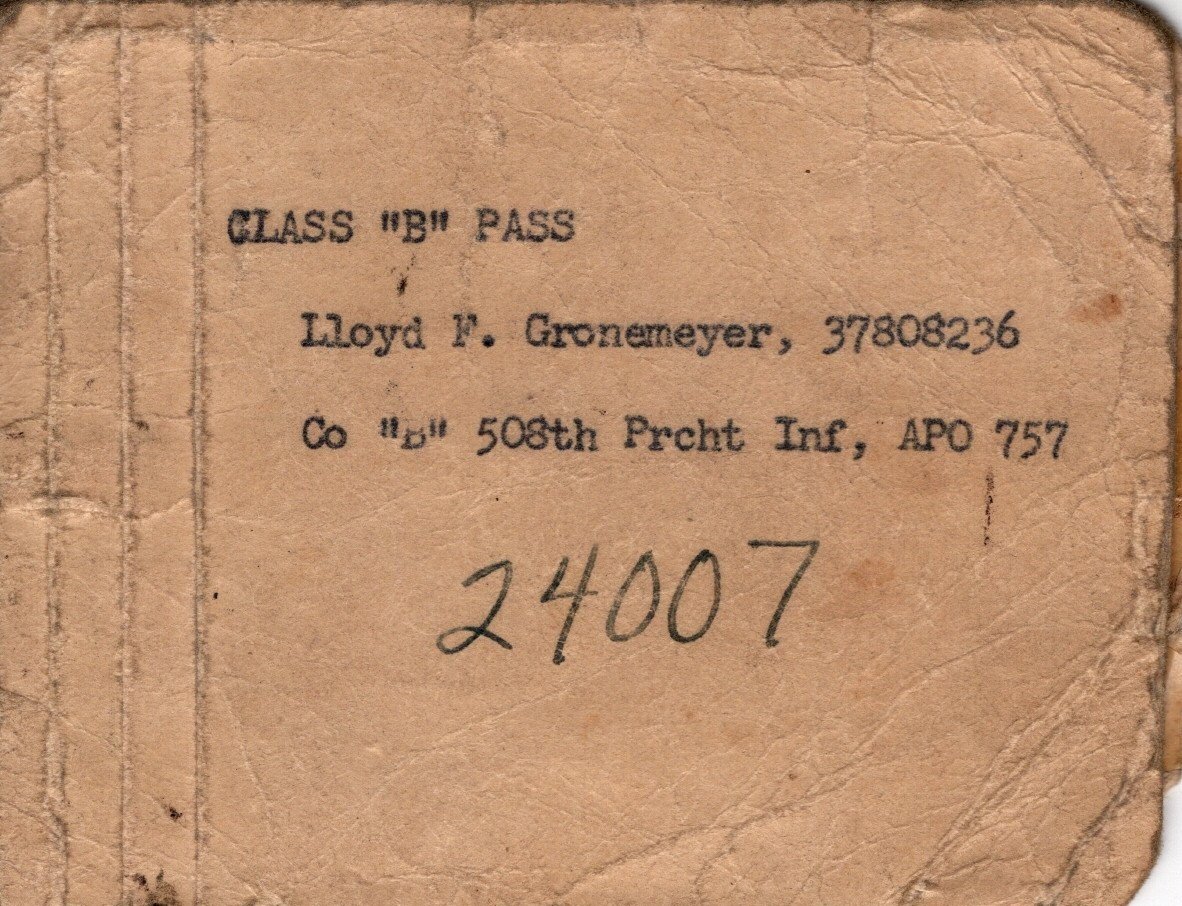 CLASS "B" PASS
Lloyd F. Gronemeyer, 37808236
Co "B" 508th Prcht Inf, APO 757
24007